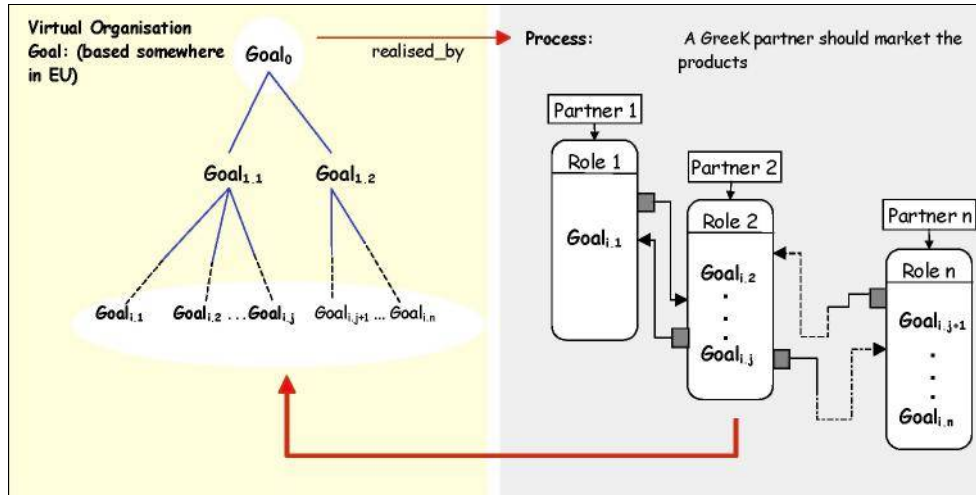 Virtual Organisation
Goal: (based somewhere
in EU)
Goal₀
realised_by
Process:
A GreeK partner should market the
products
Goal₁.₁
Goal₁.₂
Goalᵢ.₁
Goalᵢ.₂ ... Goalᵢ.ⱼ
Goalᵢ.ⱼ₊₁ ... Goalᵢ.ₙ
Partner 1
Role 1
Goalᵢ.₁
Partner 2
Role 2
Goalᵢ.₂
.
.
.
Goalᵢ.ⱼ
Partner n
Role n
Goalᵢ.ⱼ₊₁
.
.
.
Goalᵢ.ₙ